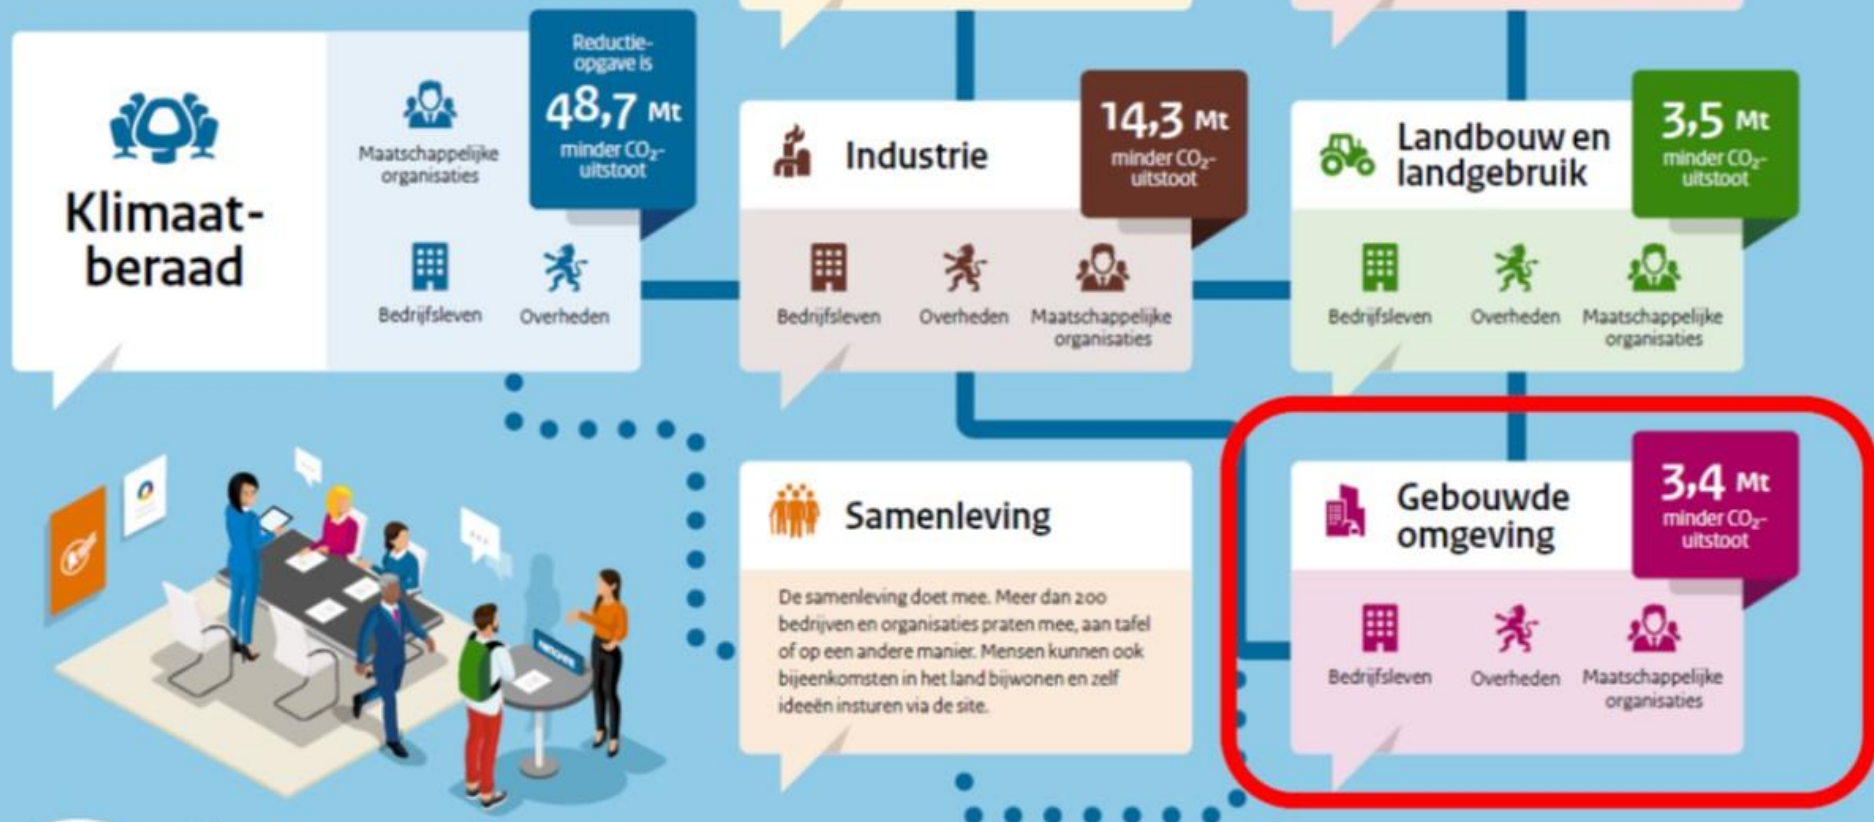 Klimaat-
beraad
Maatschappelijke
organisaties
Bedrijfsleven
Overheden
Reductie-
opgave is
48,7 Mt
minder CO₂-
uitstoot
Industrie
14,3 Mt
minder CO₂-
uitstoot
Bedrijfsleven
Overheden
Maatschappelijke
organisaties
Landbouw en
landgebruik
3,5 Mt
minder CO₂-
uitstoot
Bedrijfsleven
Overheden
Maatschappelijke
organisaties
Samenleving
De samenleving doet mee. Meer dan 200
bedrijven en organisaties praten mee, aan tafel
of op een andere manier. Mensen kunnen ook
bijeenkomsten in het land bijwonen en zelf
ideeën insturen via de site.
Gebouwde
omgeving
3,4 Mt
minder CO₂-
uitstoot
Bedrijfsleven
Overheden
Maatschappelijke
organisaties